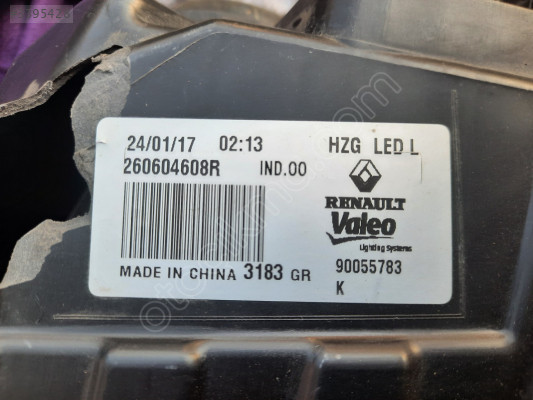 24/01/17 02:13 HZG LED L
260604608R IND.00
RENAULT
Valeo
Lighting Systems
MADE IN CHINA 3183 GR 90055783
K